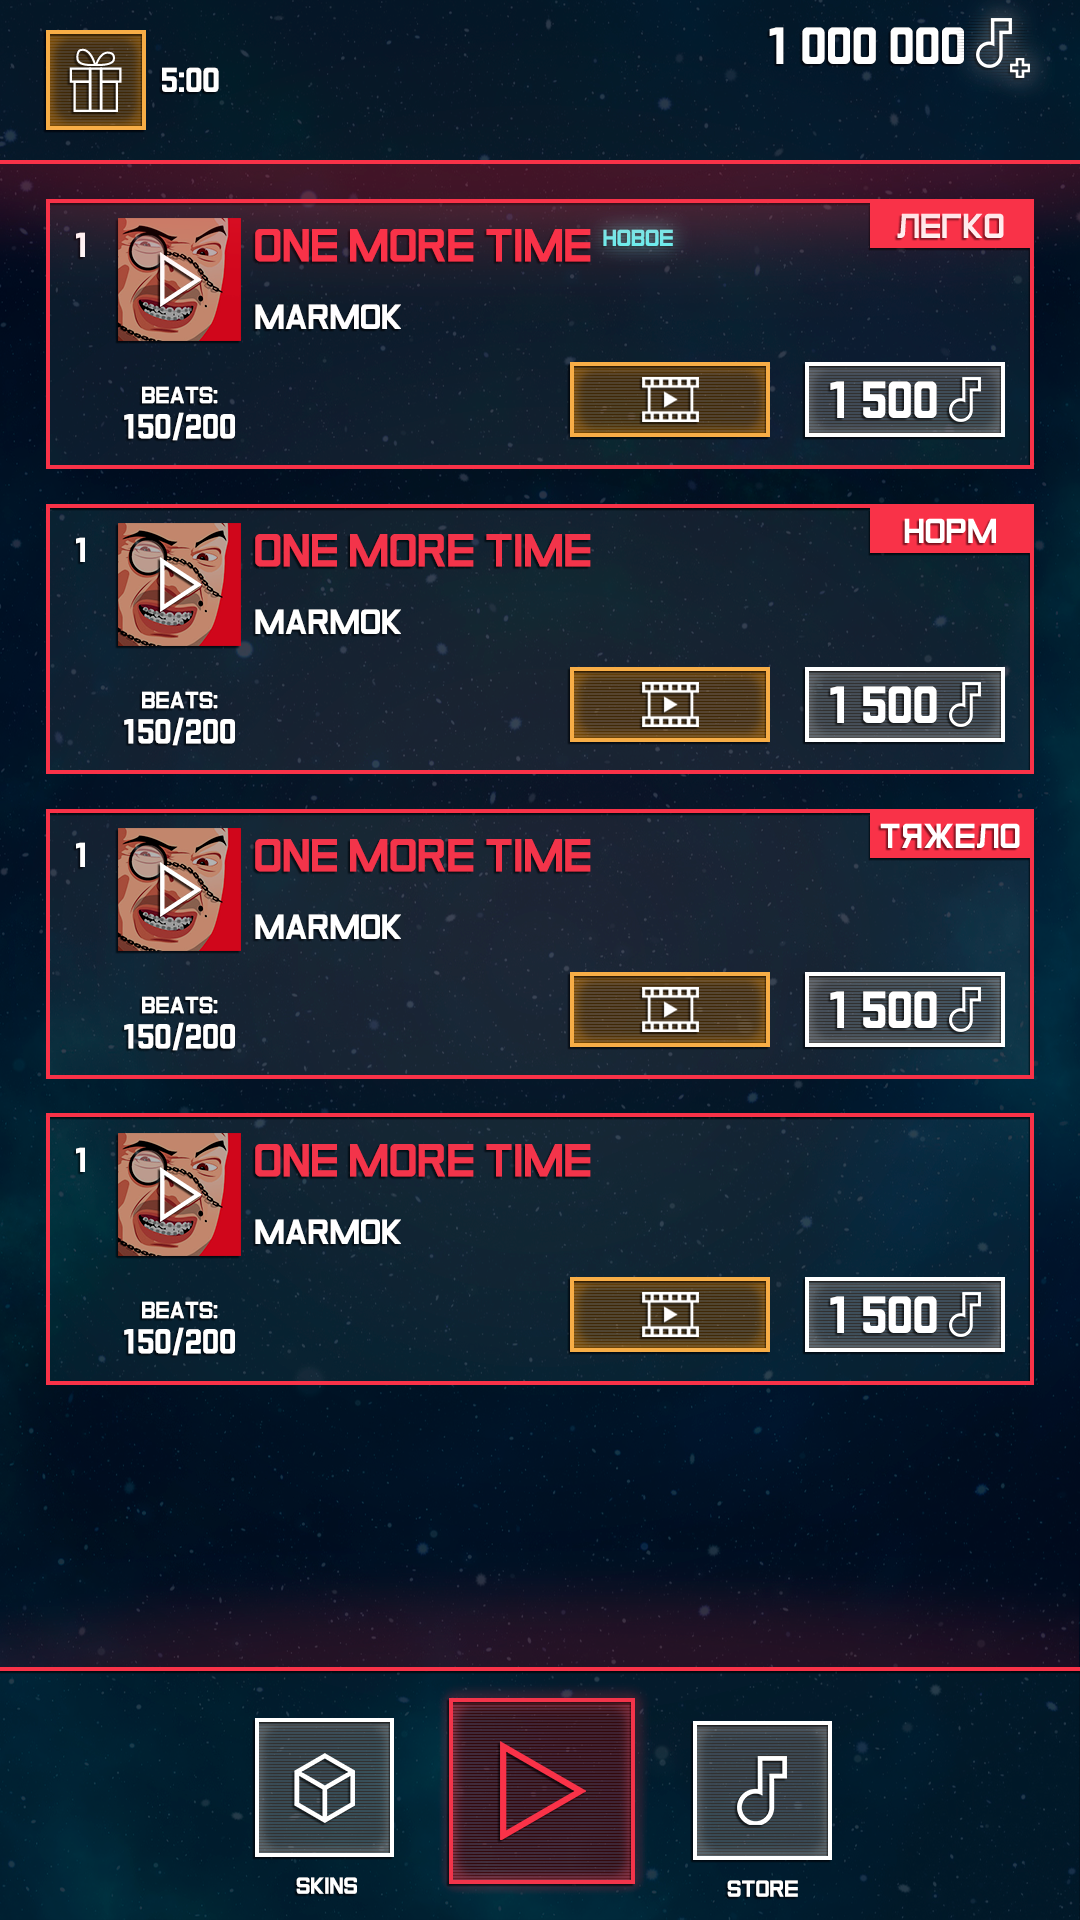 5:00
1 000 000
1
ONE MORE TIME НОВОЕ
ЛЕГКО
MARMOK
BEATS:
150/200
1 500
1
ONE MORE TIME
НОРМ
MARMOK
BEATS:
150/200
1 500
1
ONE MORE TIME
ТЯЖЕЛО
MARMOK
BEATS:
150/200
1 500
1
ONE MORE TIME
MARMOK
BEATS:
150/200
1 500
SKINS
STORE